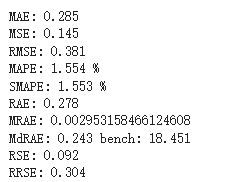 MAE: 0.285
MSE: 0.145
RMSE: 0.381
MAPE: 1.554 %
SMAPE: 1.553 %
RAE: 0.278
MRAE: 0.002953158466124608
MdRAE: 0.243 bench: 18.451
RSE: 0.092
RRSE: 0.304